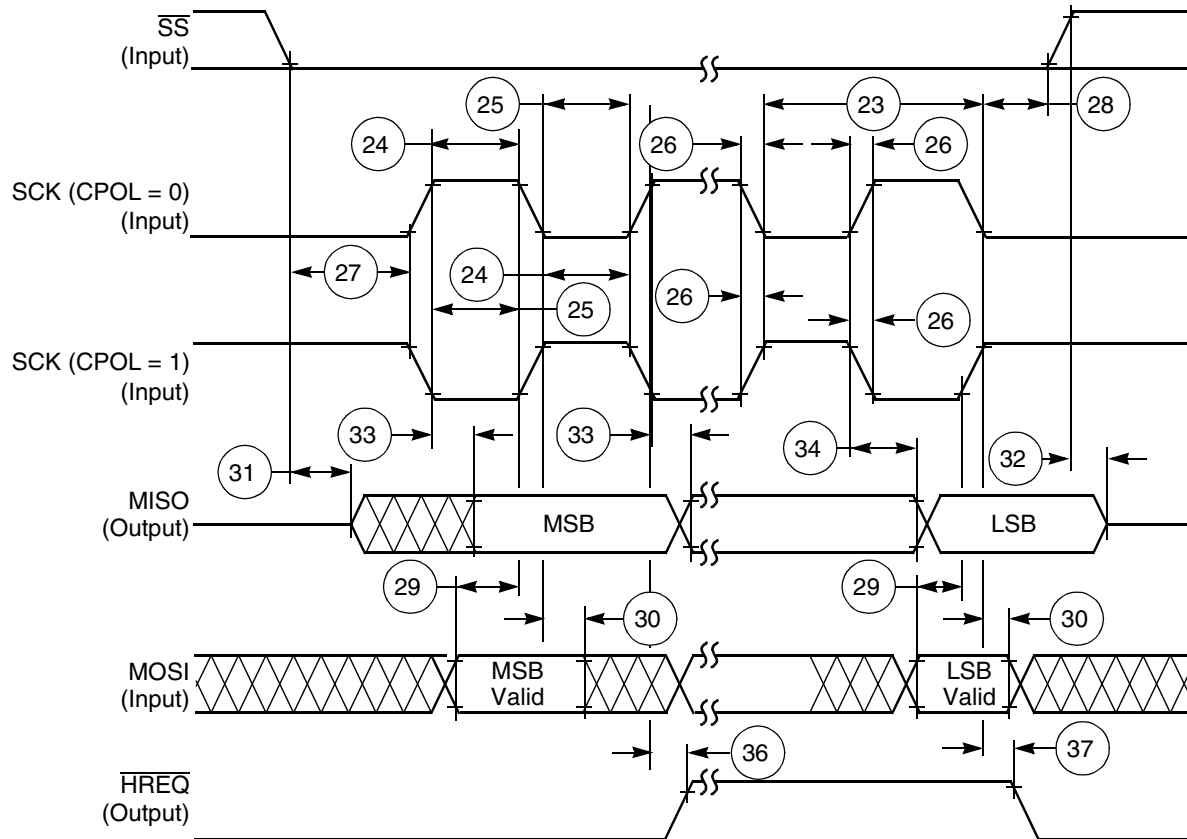 SS
(Input)
25
23
28
24
26
26
SCK (CPOL = 0)
(Input)
27
24
26
25
26
SCK (CPOL = 1)
(Input)
33
33
34
31
32
MISO
(Output)
MSB
LSB
29
29
30
30
MOSI
(Input)
MSB
Valid
LSB
Valid
36
37
HREQ
(Output)